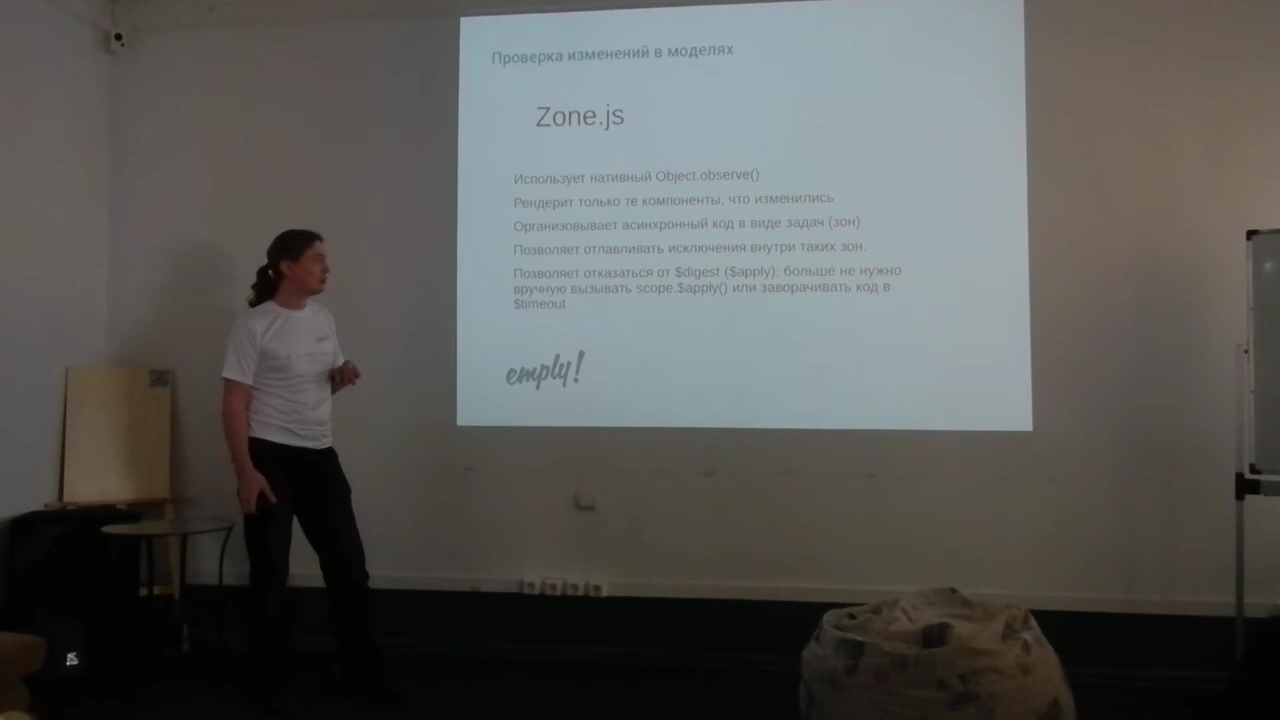 Проверка изменений в моделях
Zone.js
Использует нативный Object.observe()
Рендерит только те компоненты, что изменились
Организовывает асинхронный код в виде задач (зон)
Позволяет отлавливать исключения внутри таких зон.
Позволяет отказаться от $digest ($apply): больше не нужно
вручную вызывать scope.$apply() или заворачивать код в
$timeout
emply!